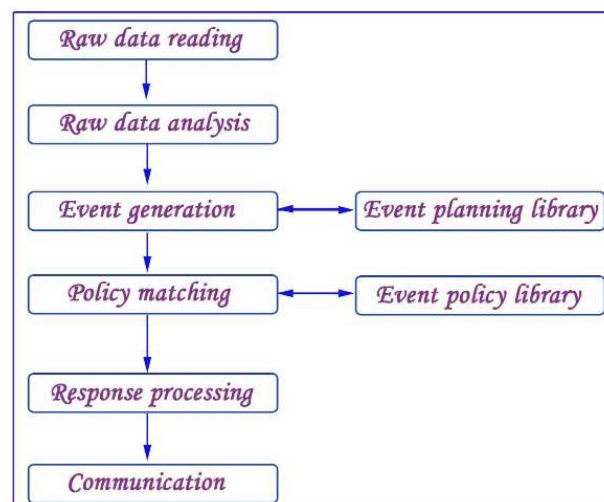 Raw data reading
Raw data analysis
Event generation
Event planning library
Policy matching
Event policy library
Response processing
Communication